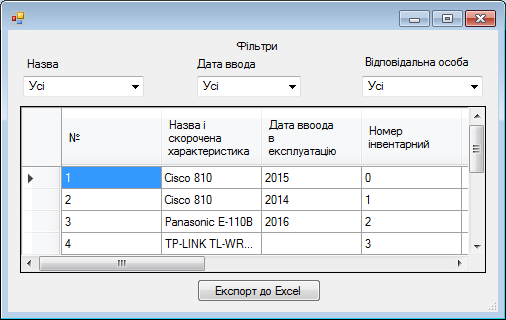 Фільтри
Назва Дата ввода Відповідальна особа
Усі Усі Усі
№ Назва і скорочена характеристика Дата ввоода в експлуатацію Номер інвентарний
1 Cisco 810 2015 0
2 Cisco 810 2014 1
3 Panasonic E-110B 2016 2
4 TP-LINK TL-WR... 3
Експорт до Excel